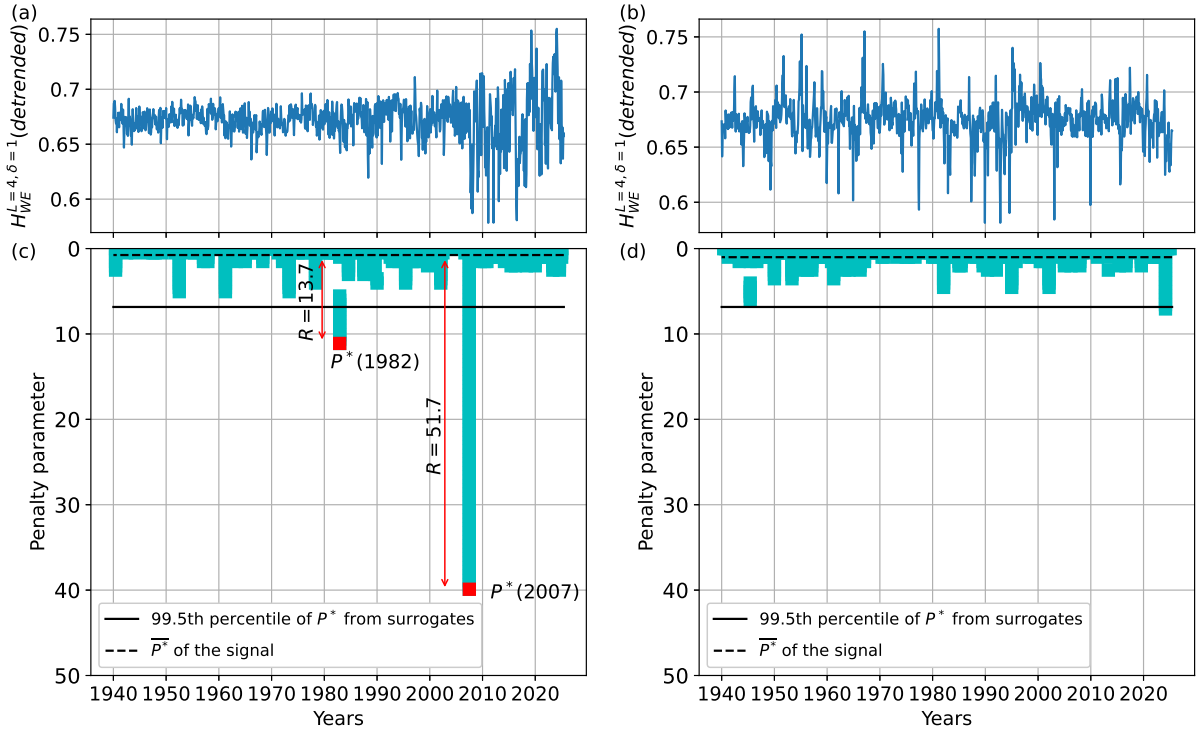 (a)
H_{WE}^{L=4, δ=1}(detrended)
0.75
0.7
0.65
0.6
(b)
H_{WE}^{L=4, δ=1}(detrended)
0.75
0.7
0.65
0.6
(c)
Penalty parameter
0
10
20
30
40
50
R = 13.7
P*(1982)
R = 51.7
P*(2007)
99.5th percentile of P* from surrogates
\overline{P*} of the signal
1940 1950 1960 1970 1980 1990 2000 2010 2020
Years
(d)
Penalty parameter
0
10
20
30
40
50
99.5th percentile of P* from surrogates
\overline{P*} of the signal
1940 1950 1960 1970 1980 1990 2000 2010 2020
Years